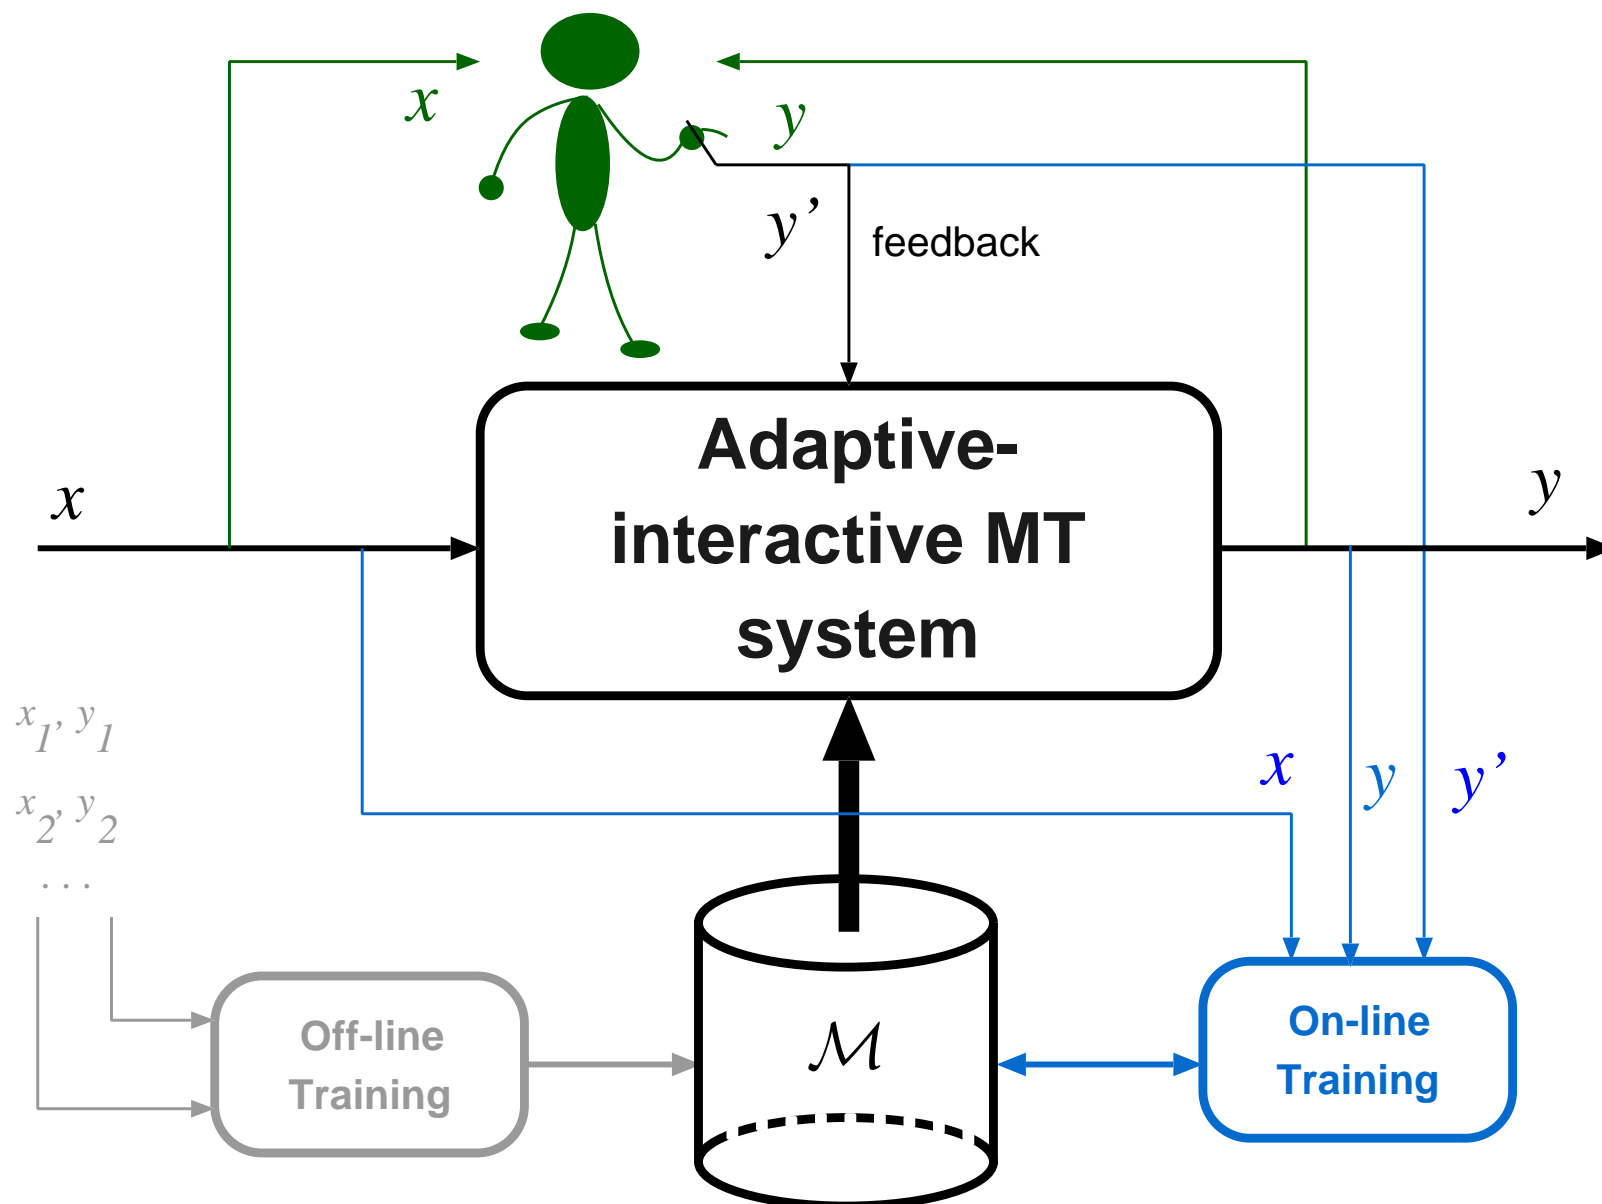 x
y
y’
feedback
Adaptive-
interactive MT
system
x
y
x1, y1
x2, y2
...
x
y
y’
Off-line
Training
ℳ
On-line
Training